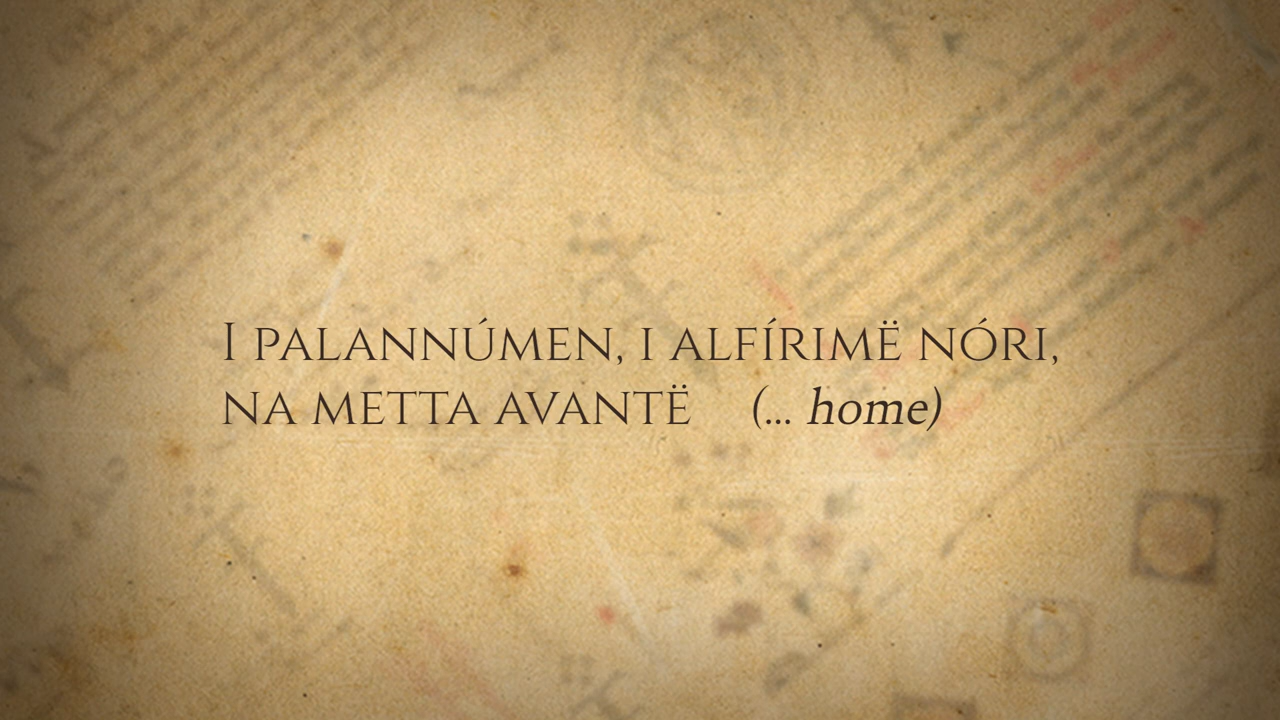 I PALANNÚMEN, I ALFÍRIMË NÓRI,
NA METTA AVANTË (... home)